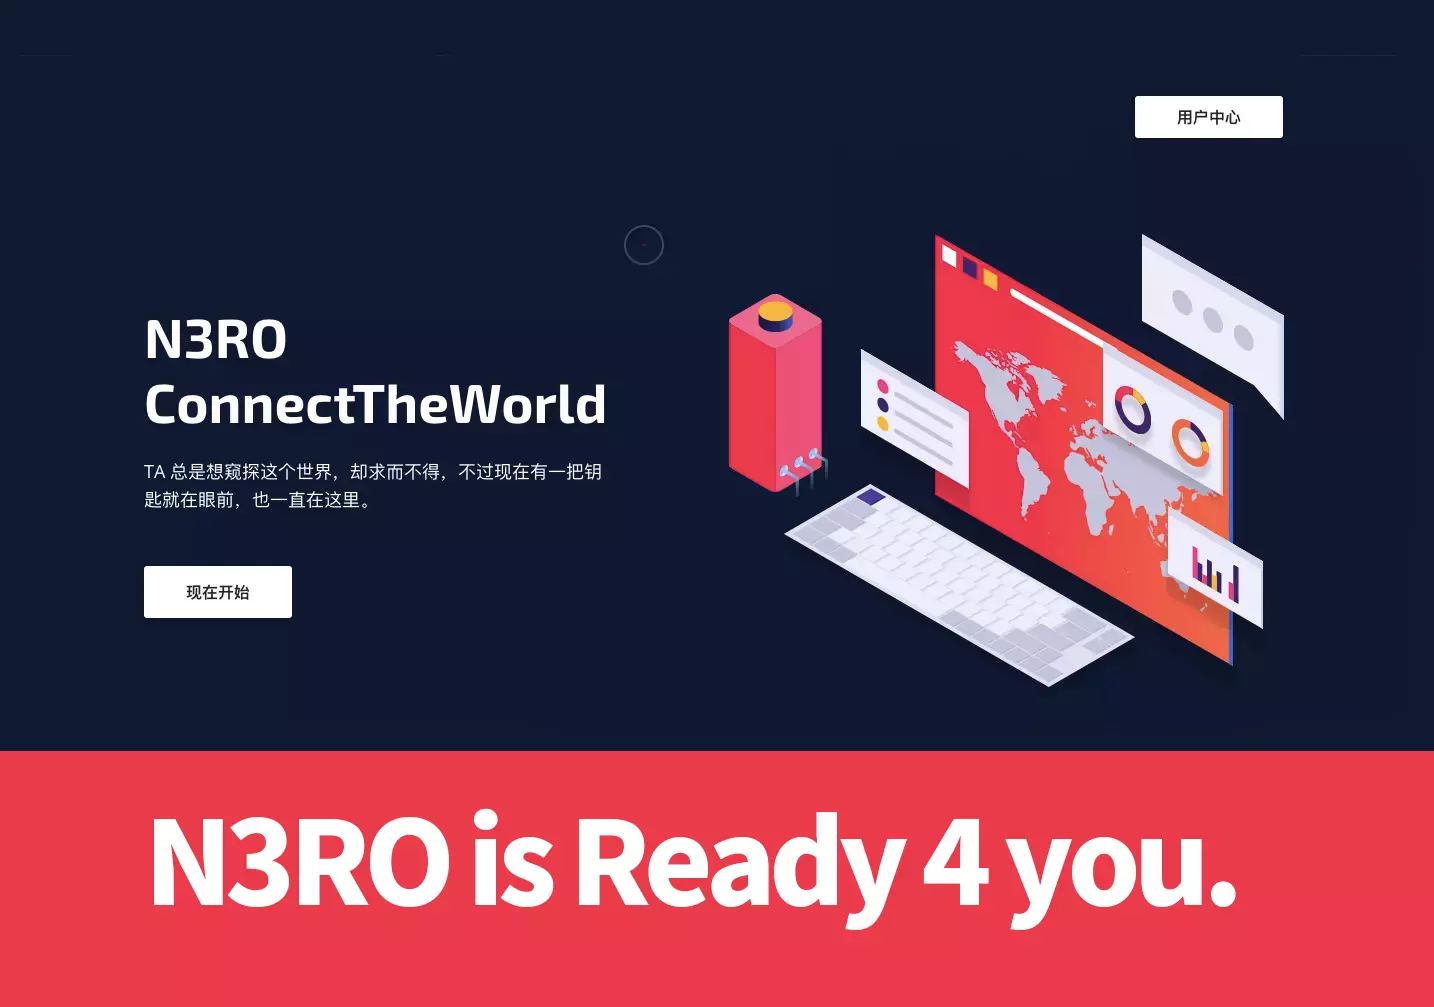 用户中心
N3RO
ConnectTheWorld
TA 总是想窥探这个世界，却求而不得，不过现在有一把钥
匙就在眼前，也一直在这里。
现在开始
N3RO is Ready 4 you.